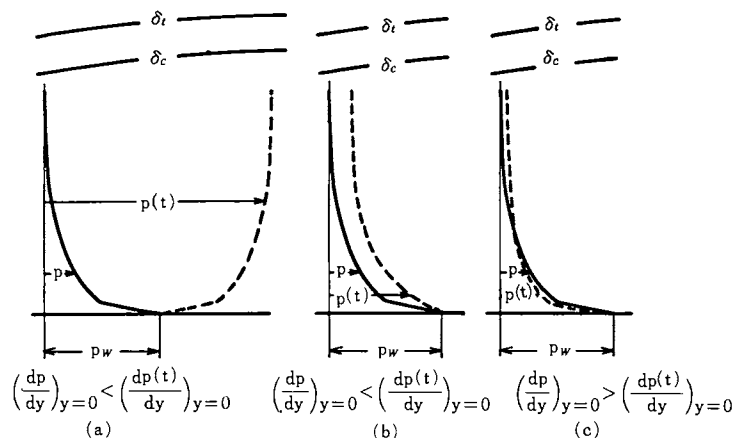 δt δt δt
δc δc δc
p(t)
p p p
p(t) p(t)
pw pw pw
(dp/dy)y=0 < (dp(t)/dy)y=0 (dp/dy)y=0 < (dp(t)/dy)y=0 (dp/dy)y=0 > (dp(t)/dy)y=0
(a) (b) (c)